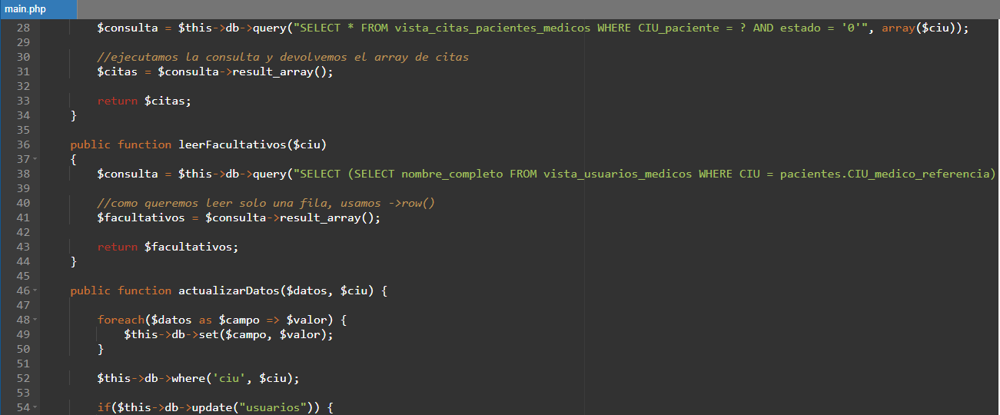 main.php
28 $consulta = $this->db->query("SELECT * FROM vista_citas_pacientes_medicos WHERE CIU_paciente = ? AND estado = '0'", array($ciu));
29
30 //ejecutamos la consulta y devolvemos el array de citas
31 $citas = $consulta->result_array();
32
33 return $citas;
34 }
35
36 public function leerFacultativos($ciu)
37 {
38 $consulta = $this->db->query("SELECT (SELECT nombre_completo FROM vista_usuarios_medicos WHERE CIU = pacientes.CIU_medico_referencia)
39
40 //como queremos leer solo una fila, usamos ->row()
41 $facultativos = $consulta->result_array();
42
43 return $facultativos;
44 }
45
46 public function actualizarDatos($datos, $ciu) {
47
48 foreach($datos as $campo => $valor) {
49 $this->db->set($campo, $valor);
50 }
51
52 $this->db->where('ciu', $ciu);
53
54 if($this->db->update("usuarios")) {